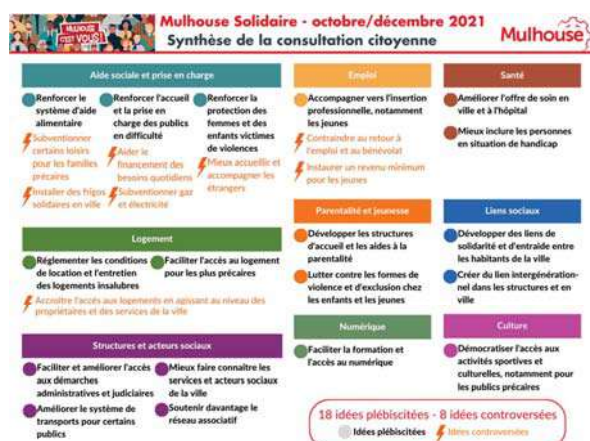 MULHOUSE
C'EST VOUS!
Mulhouse Solidaire - octobre/décembre 2021
Synthèse de la consultation citoyenne
Mulhouse
Aide sociale et prise en charge
Renforcer le
système d'aide
alimentaire
Subventionner
certains loisirs
pour les familles
précaires
Installer des frigos
solidaires en ville
Renforcer l'accueil
et la prise en
charge des publics
en difficulté
Aider le
financement des
besoins quotidiens
Subventionner gaz
et électricité
Renforcer la
protection des
femmes et des
enfants victimes
de violences
Mieux accueillir et
accompagner les
étrangers
Emploi
Accompagner vers l'insertion
professionnelle, notamment
les jeunes
Contraindre au retour à
l'emploi et au bénévolat
Instaurer un revenu minimum
pour les jeunes
Santé
Améliorer l'offre de soin en
ville et à l'hôpital
Mieux inclure les personnes
en situation de handicap
Logement
Réglementer les conditions
de location et l'entretien
des logements insalubres
Faciliter l'accès au logement
pour les plus précaires
Accroitre l'accès aux logements en agissant au niveau des
propriétaires et des services de la ville
Parentalité et jeunesse
Développer les structures
d'accueil et les aides à la
parentalité
Lutter contre les formes de
violence et d'exclusion chez
les enfants et les jeunes
Liens sociaux
Développer des liens de
solidarité et d'entraide entre
les habitants de la ville
Créer du lien intergénération-
nel dans les structures et en
ville
Structures et acteurs sociaux
Faciliter et améliorer l'accès
aux démarches
administratives et judiciaires
Améliorer le système de
transports pour certains
publics
Mieux faire connaître les
services et acteurs sociaux
de la ville
Soutenir davantage le
réseau associatif
Numérique
Faciliter la formation et
l'accès au numérique
Culture
Démocratiser l'accès aux
activités sportives et
culturelles, notamment pour
les publics précaires
18 idées plébiscitées - 8 idées controversées
Idées plébiscitées
Idées controversées